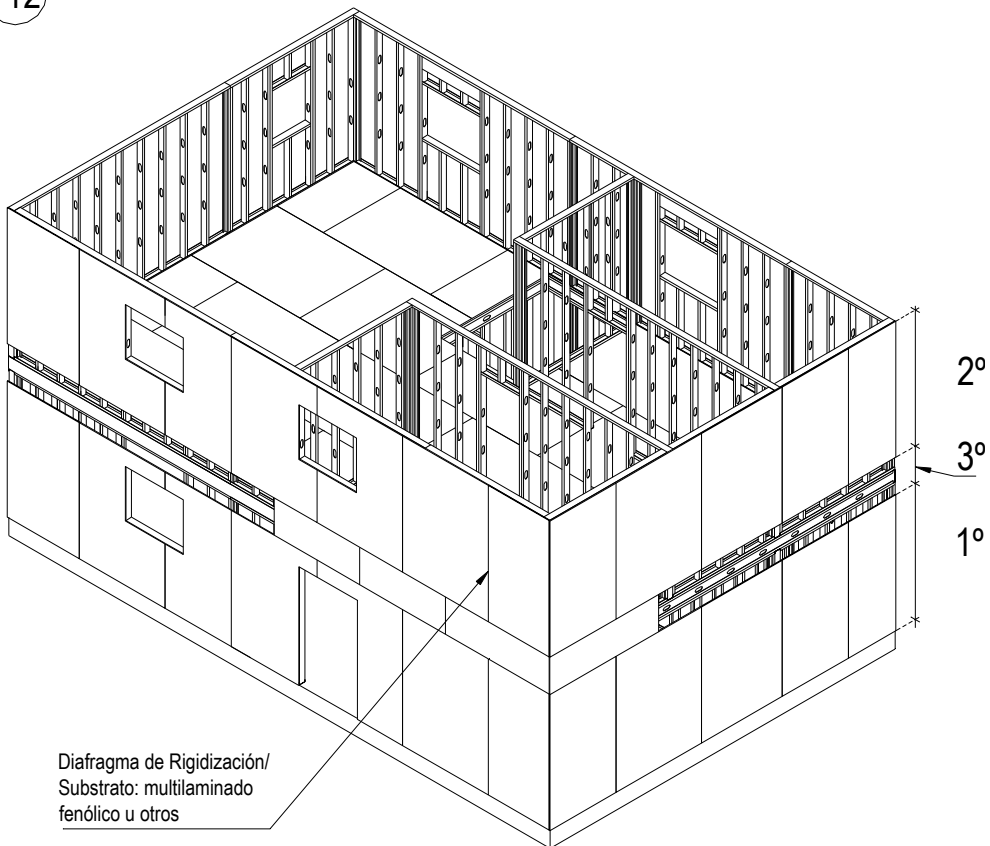 12
2º
3º
1º
Diafragma de Rigidización/
Substrato: multilaminado
fenólico u otros